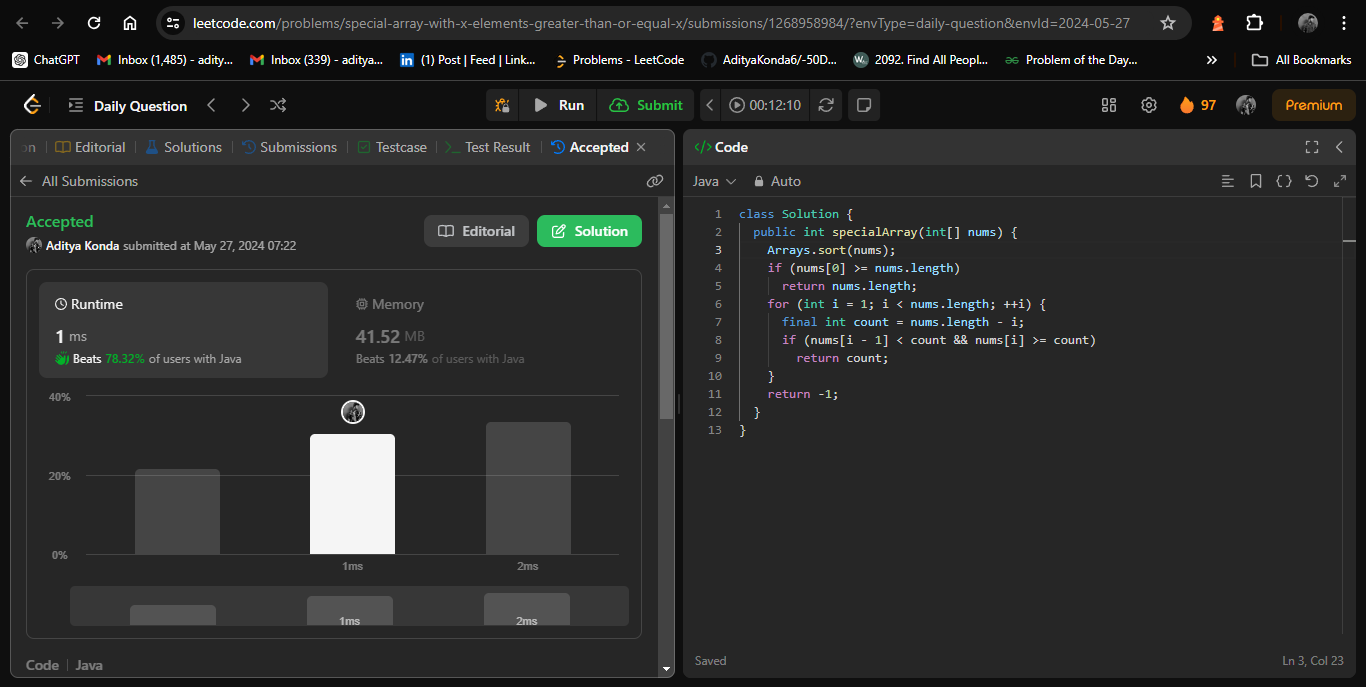 leetcode.com/problems/special-array-with-x-elements-greater-than-or-equal-x/submissions/1268958984/?envType=daily-question&envId=2024-05-27
ChatGPT Inbox (1,485) - adity... Inbox (339) - aditya... (1) Post | Feed | Link... Problems - LeetCode AdityaKonda6/-50D... 2092. Find All Peopl... Problem of the Day... » All Bookmarks
Daily Question Run Submit 00:12:10 97 Premium
on Editorial Solutions Submissions Testcase Test Result Accepted
All Submissions
Accepted
Aditya Konda submitted at May 27, 2024 07:22
Editorial Solution
Runtime
1 ms
Beats 78.32% of users with Java
Memory
41.52 MB
Beats 12.47% of users with Java
40%
20%
0%
1ms 2ms
1ms 2ms
Code | Java
</> Code
Java Auto
1 class Solution {
2 public int specialArray(int[] nums) {
3 Arrays.sort(nums);
4 if (nums[0] >= nums.length)
5 return nums.length;
6 for (int i = 1; i < nums.length; ++i) {
7 final int count = nums.length - i;
8 if (nums[i - 1] < count && nums[i] >= count)
9 return count;
10 }
11 return -1;
12 }
13 }
Saved Ln 3, Col 23